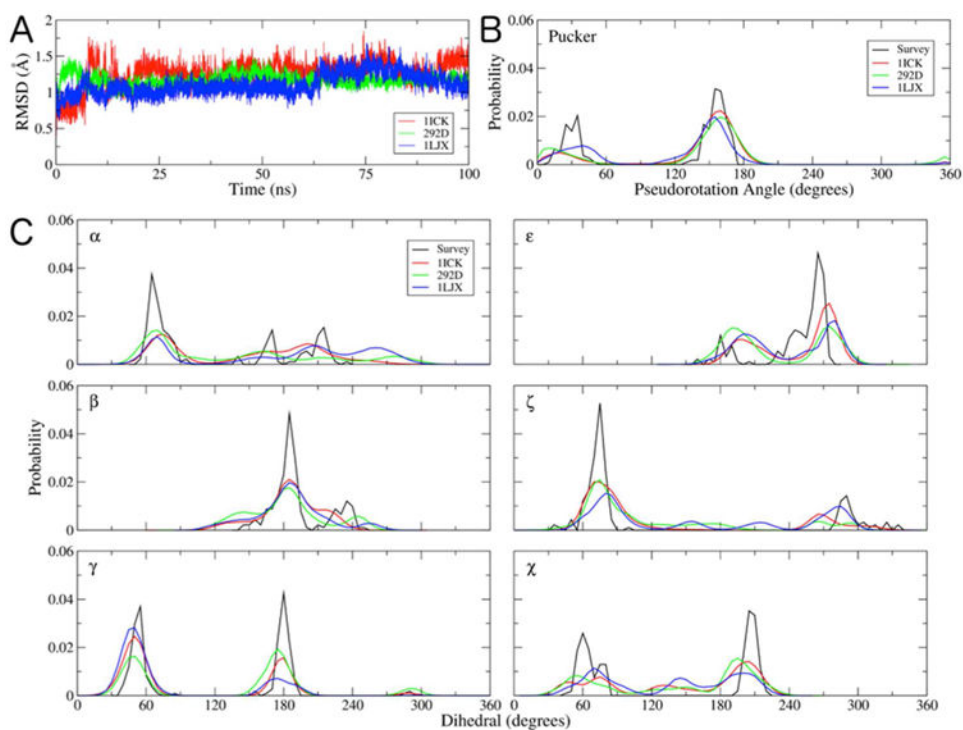 A
RMSD (Å)
2
1.5
1
0.5
0
0
25
50
75
100
Time (ns)
1ICK
292D
1LJX
B
Pucker
Probability
0.06
0.04
0.02
0
0
60
120
180
240
300
360
Pseudorotation Angle (degrees)
Survey
1ICK
292D
1LJX
C
α
0.06
0.04
0.02
0
Survey
1ICK
292D
1LJX
ε
β
0.06
0.04
0.02
0
Probability
ζ
γ
0.06
0.04
0.02
0
0
60
120
180
240
300
360
χ
0
60
120
180
240
300
360
Dihedral (degrees)